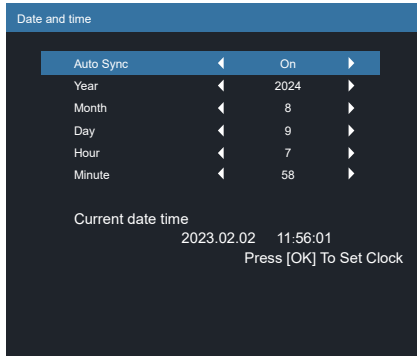 Date and time
Auto Sync On
Year 2024
Month 8
Day 9
Hour 7
Minute 58
Current date time
2023.02.02 11:56:01
Press [OK] To Set Clock